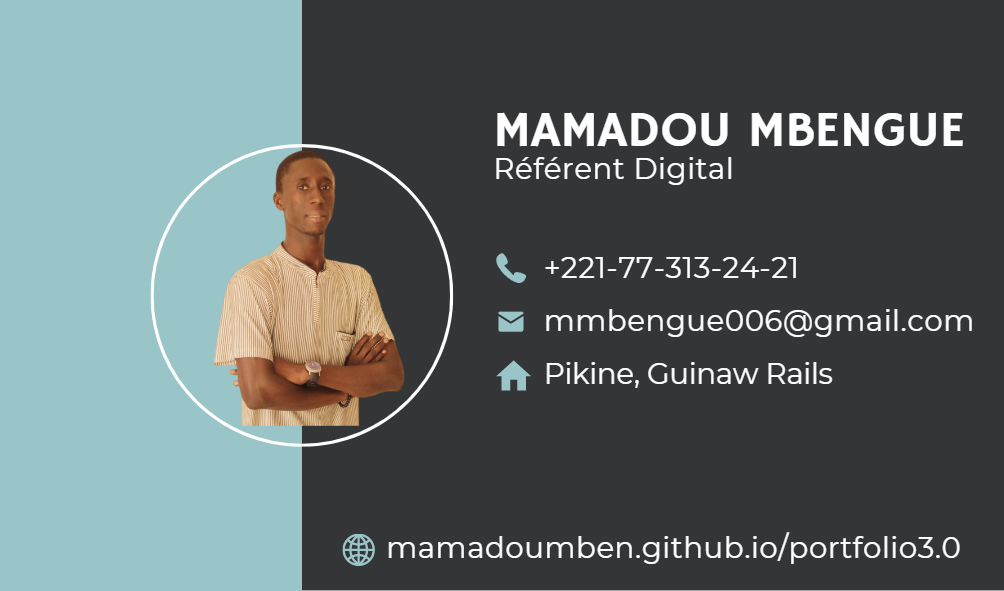 MAMADOU MBENGUE
Référent Digital
+221-77-313-24-21
mmbengue006@gmail.com
Pikine, Guinaw Rails
mamadoumben.github.io/portfolio3.0